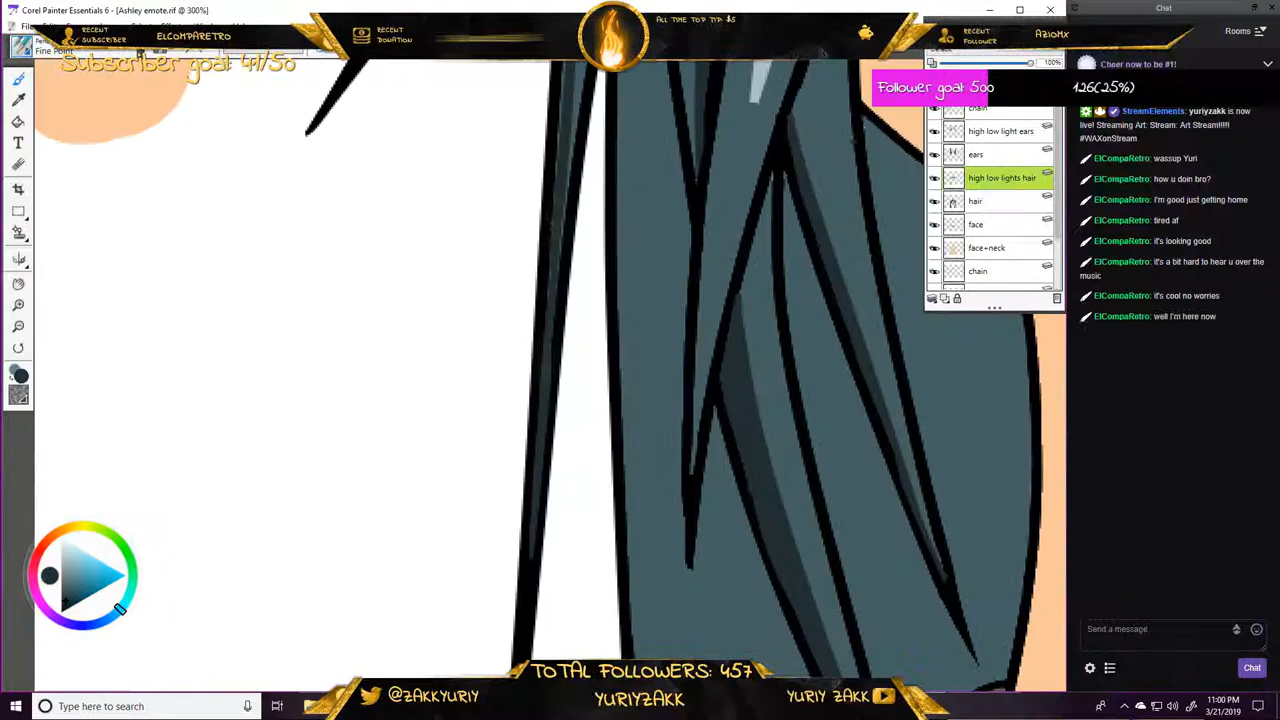 Corel Painter Essentials 6 - [Ashley emote.rif @ 300%]
RECENT SUBSCRIBER
ELCOMPARETRO
RECENT DONATION
ALL TIME TOP TIP $5
RECENT FOLLOWER
AZIOMX
Fine Point
Subscriber goal 49/50
100%
Follower goal 500
126(25%)
chain
high low light ears
ears
high low lights hair
hair
face
face+neck
chain
Chat
Rooms
Cheer now to be #1!
StreamElements: yuriyzakk is now
live! Streaming Art: Stream: Art Stream!!!!!!
#WAXonStream
ElCompaRetro: wassup Yuri
ElCompaRetro: how u doin bro?
ElCompaRetro: I'm good just getting home
ElCompaRetro: tired af
ElCompaRetro: it's looking good
ElCompaRetro: it's a bit hard to hear u over the
music
ElCompaRetro: it's cool no worries
ElCompaRetro: well I'm here now
Send a message
Chat
TOTAL FOLLOWERS: 457
@ZAKKYURIY
YURIYZAKK
YURIY ZAKK
Type here to search
11:00 PM
3/21/2019